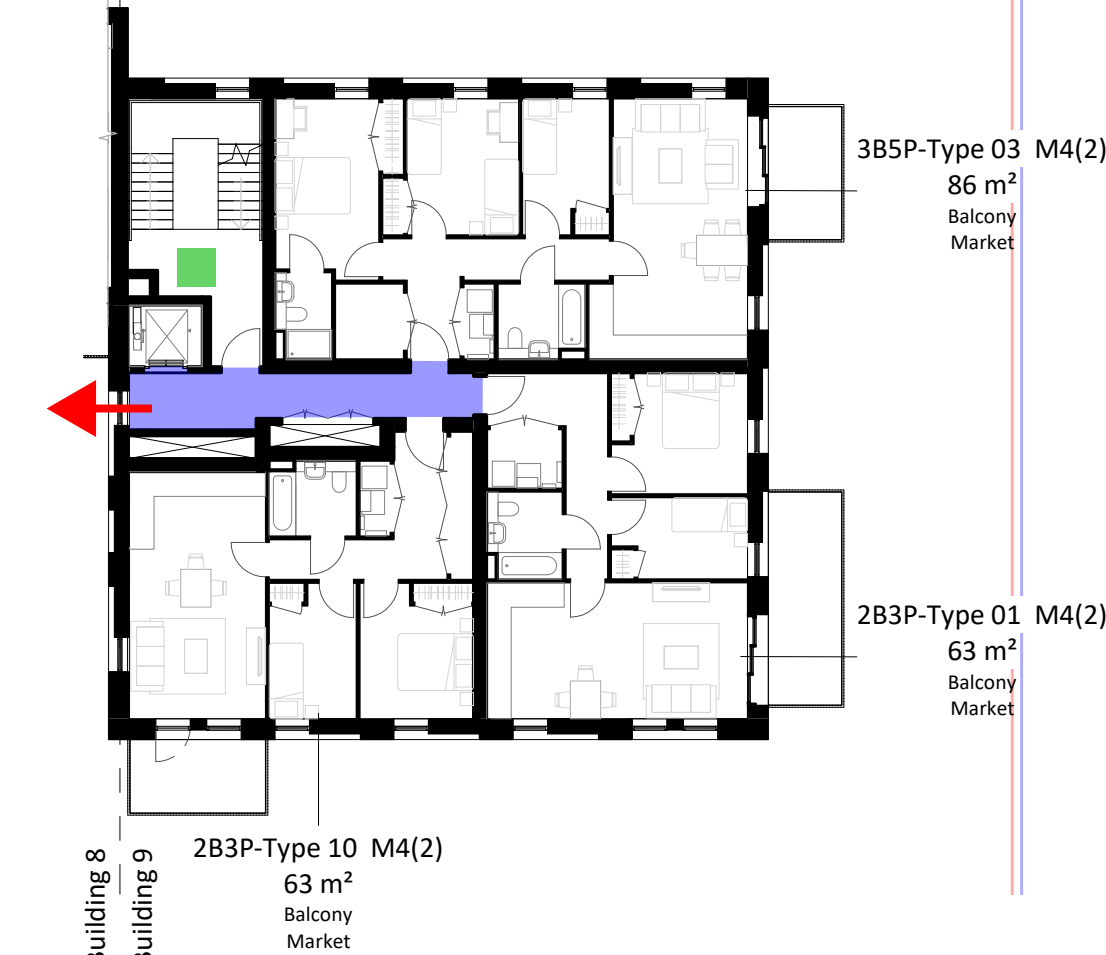 3B5P-Type 03 M4(2)
86 m²
Balcony
Market
2B3P-Type 01 M4(2)
63 m²
Balcony
Market
2B3P-Type 10 M4(2)
63 m²
Balcony
Market
Building 8
Building 9